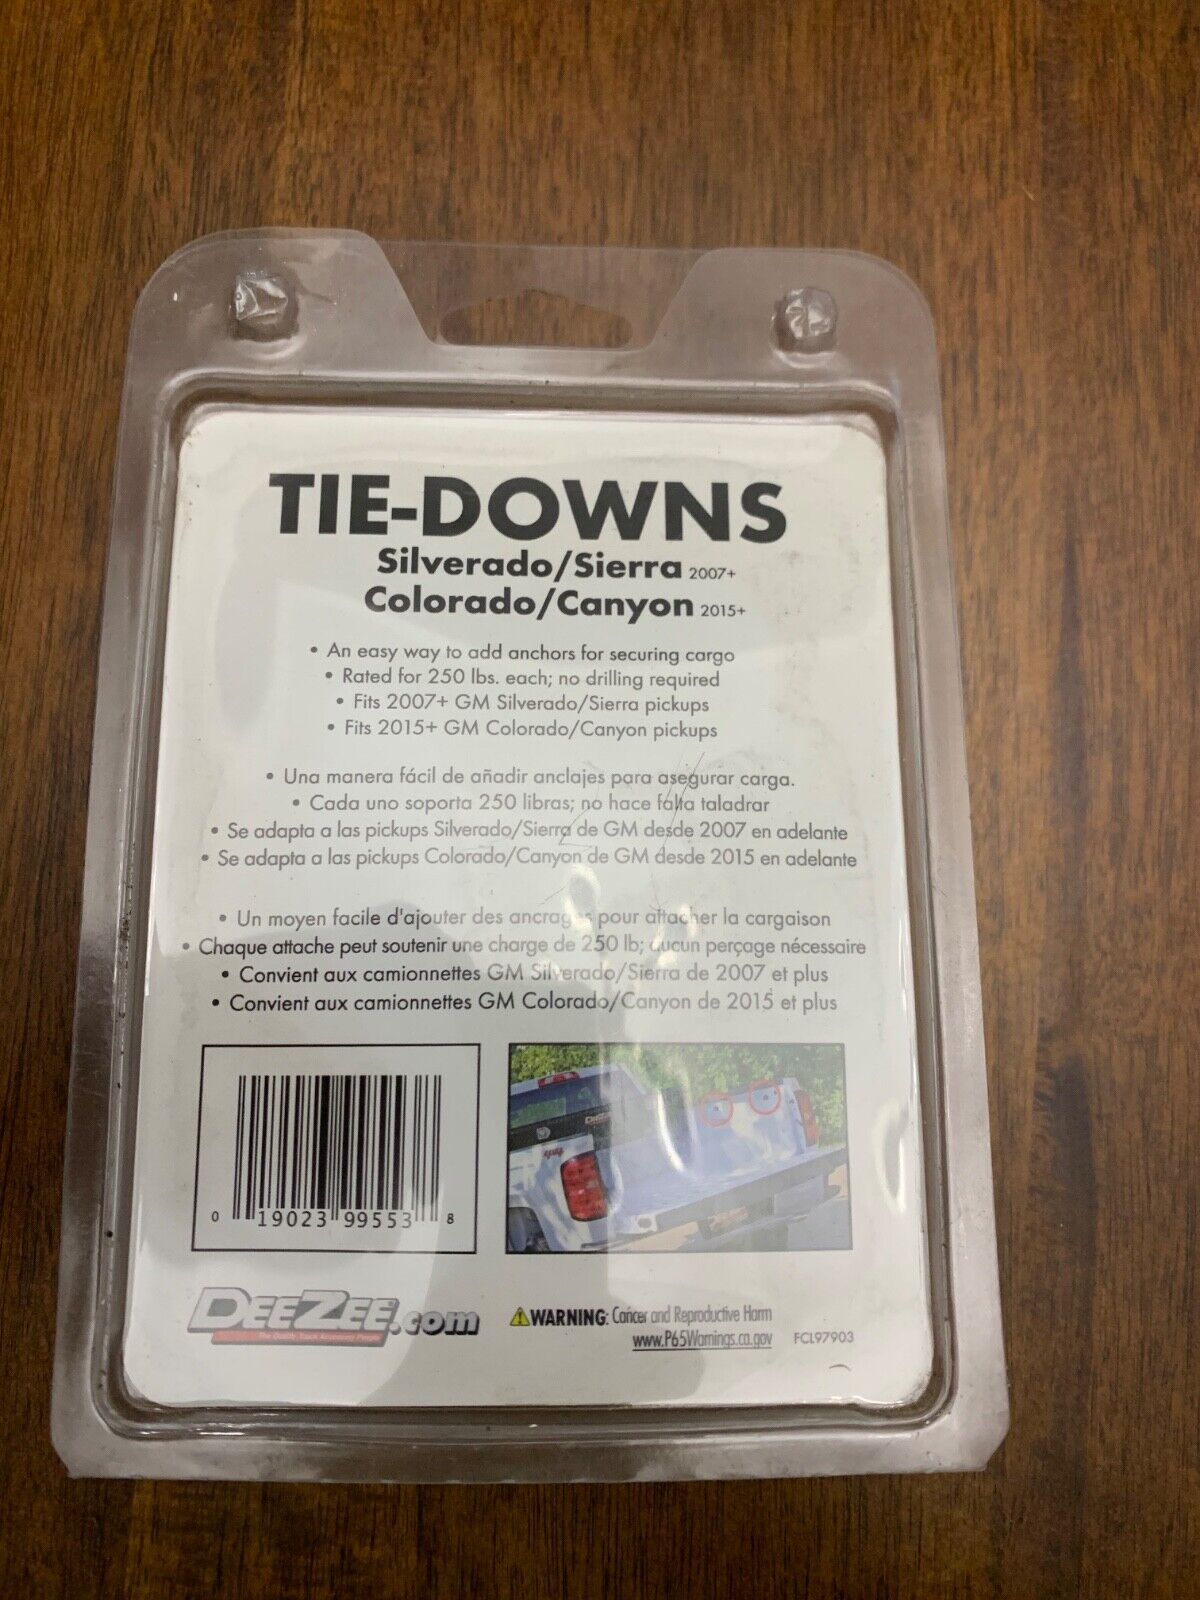 TIE-DOWNS
Silverado/Sierra 2007+
Colorado/Canyon 2015+
• An easy way to add anchors for securing cargo
• Rated for 250 lbs. each; no drilling required
• Fits 2007+ GM Silverado/Sierra pickups
• Fits 2015+ GM Colorado/Canyon pickups
• Una manera fácil de añadir anclajes para asegurar carga.
• Cada uno soporta 250 libras; no hace falta taladrar
• Se adapta a las pickups Silverado/Sierra de GM desde 2007 en adelante
• Se adapta a las pickups Colorado/Canyon de GM desde 2015 en adelante
• Un moyen facile d'ajouter des ancrages pour attacher la cargaison
• Chaque attache peut soutenir une charge de 250 lb; aucun perçage nécessaire
• Convient aux camionnettes GM Silverado/Sierra de 2007 et plus
• Convient aux camionnettes GM Colorado/Canyon de 2015 et plus
0 19023 99553 8
DEEZEE.com
The Quality Truck Accessory People
WARNING: Cancer and Reproductive Harm
www.P65Warnings.ca.gov FCL97903